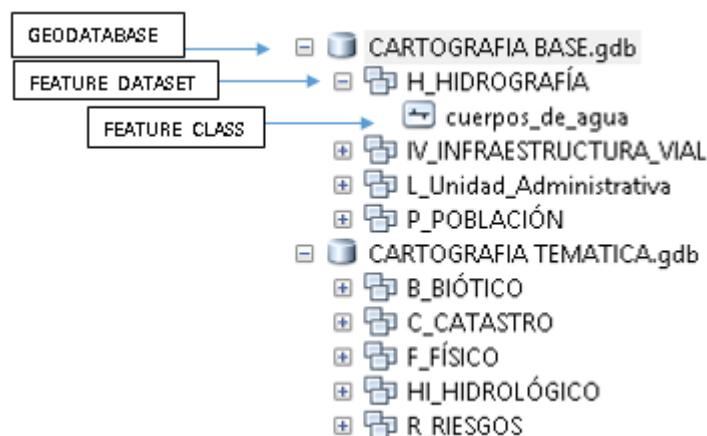 GEODATABASE
CARTOGRAFIA BASE.gdb
FEATURE DATASET
H_HIDROGRAFÍA
FEATURE CLASS
cuerpos_de_agua
IV_INFRAESTRUCTURA_VIAL
L_Unidad_Administrativa
P_POBLACIÓN
CARTOGRAFIA TEMATICA.gdb
B_BIÓTICO
C_CATASTRO
F_FÍSICO
HI_HIDROLÓGICO
R_RIESGOS